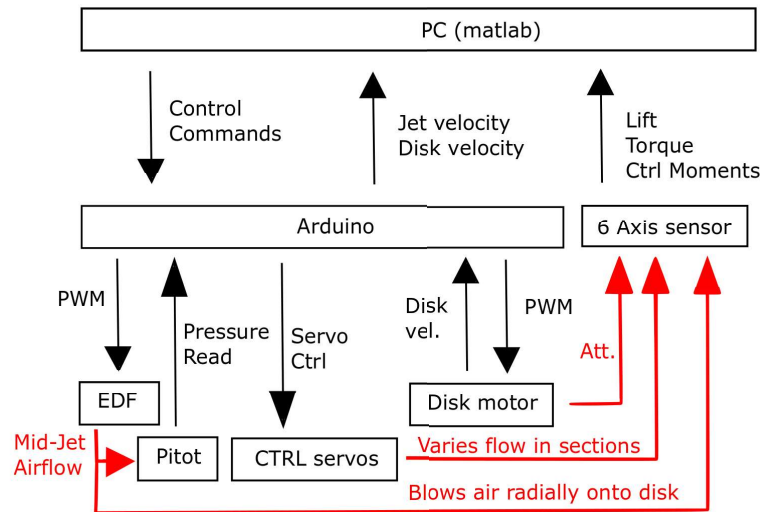 PC (matlab)
Control
Commands
Jet velocity
Disk velocity
Lift
Torque
Ctrl Moments
Arduino
6 Axis sensor
PWM
Pressure
Read
Servo
Ctrl
Disk
vel.
PWM
Att.
EDF
Disk motor
Mid-Jet
Airflow
Pitot
CTRL servos
Varies flow in sections
Blows air radially onto disk